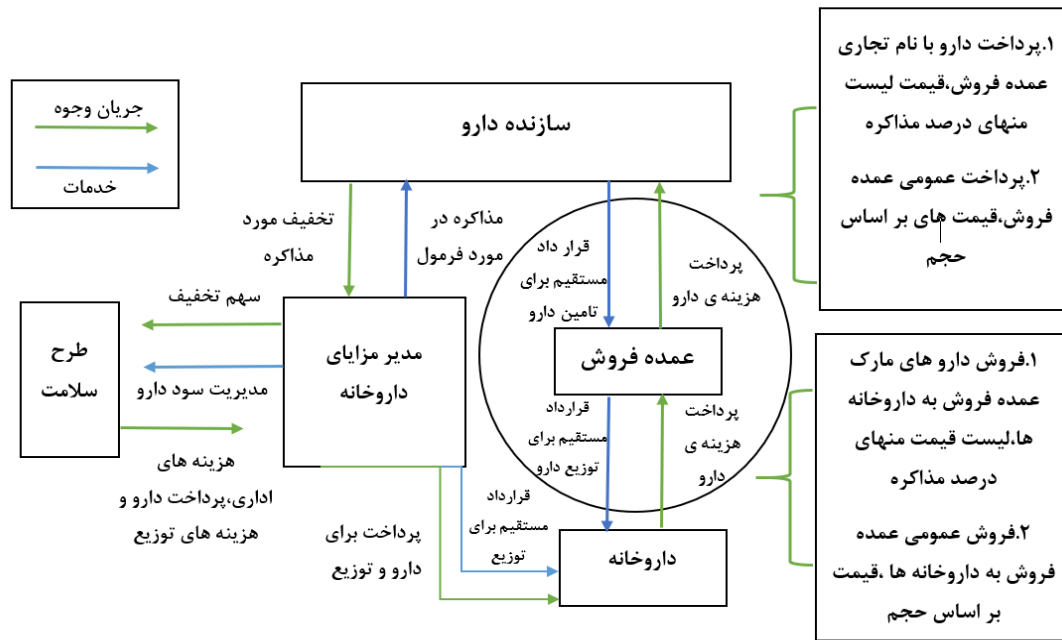 ۱.پرداخت دارو با نام تجاری
عمده فروش،قیمت لیست
منهای درصد مذاکره
۲.پرداخت عمومی عمده
فروش،قیمت های بر اساس
حجم
جریان وجوه
خدمات
سازنده دارو
تخفیف مورد
مذاکره
مذاکره در
مورد فرمول
قرار داد
مستقیم برای
تامین دارو
پرداخت
هزینه ی دارو
سهم تخفیف
طرح
سلامت
مدیریت سود دارو
مدیر مزایای
داروخانه
عمده فروش
هزینه های
اداری،پرداخت دارو و
هزینه های توزیع
قرارداد
مستقیم برای
توزیع دارو
پرداخت
هزینه ی
دارو
۱.فروش دارو های مارک
عمده فروش به داروخانه
ها،لیست قیمت منهای
درصد مذاکره
۲.فروش عمومی عمده
فروش به داروخانه ها ،قیمت
بر اساس حجم
پرداخت برای
دارو و توزیع
قرارداد
مستقیم برای
توزیع
داروخانه